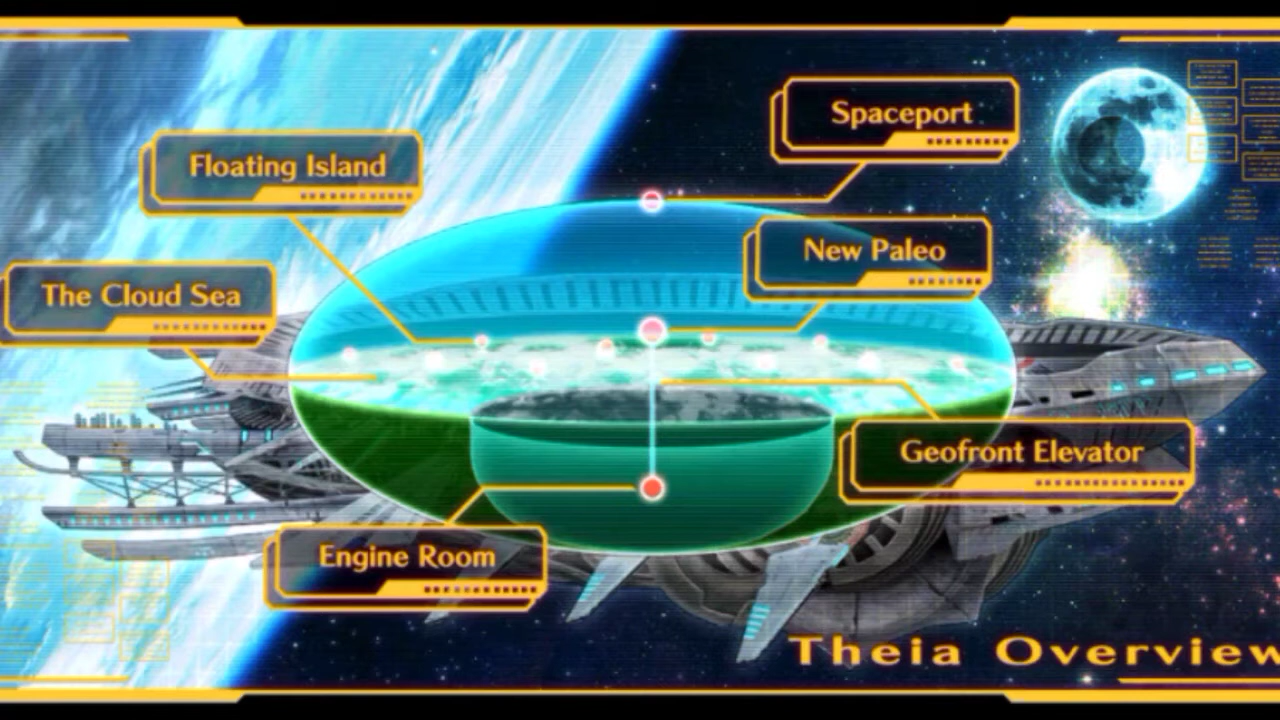 Spaceport
Floating Island
New Paleo
The Cloud Sea
Geofront Elevator
Engine Room
Theia Overview